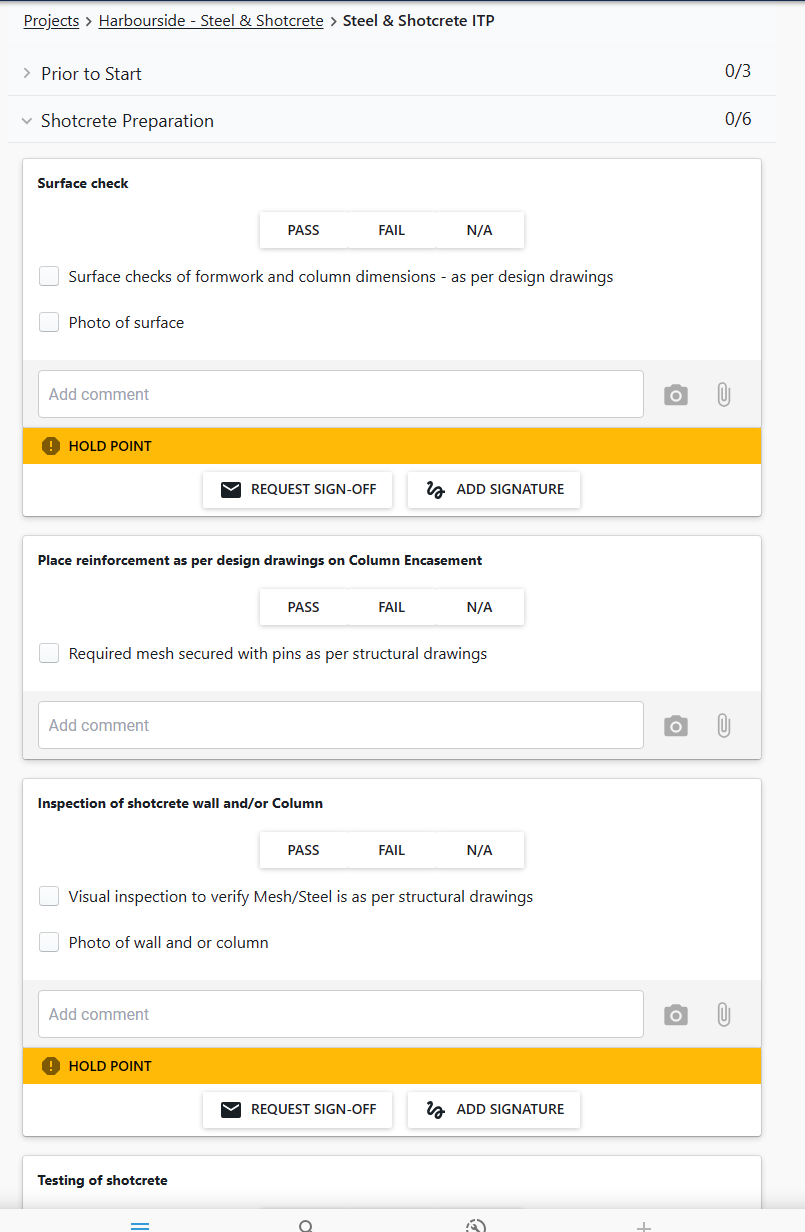 Projects > Harbourside - Steel & Shotcrete > Steel & Shotcrete ITP
Prior to Start 0/3
Shotcrete Preparation 0/6
Surface check
PASS FAIL N/A
Surface checks of formwork and column dimensions - as per design drawings
Photo of surface
Add comment
HOLD POINT
REQUEST SIGN-OFF ADD SIGNATURE
Place reinforcement as per design drawings on Column Encasement
PASS FAIL N/A
Required mesh secured with pins as per structural drawings
Add comment
Inspection of shotcrete wall and/or Column
PASS FAIL N/A
Visual inspection to verify Mesh/Steel is as per structural drawings
Photo of wall and or column
Add comment
HOLD POINT
REQUEST SIGN-OFF ADD SIGNATURE
Testing of shotcrete